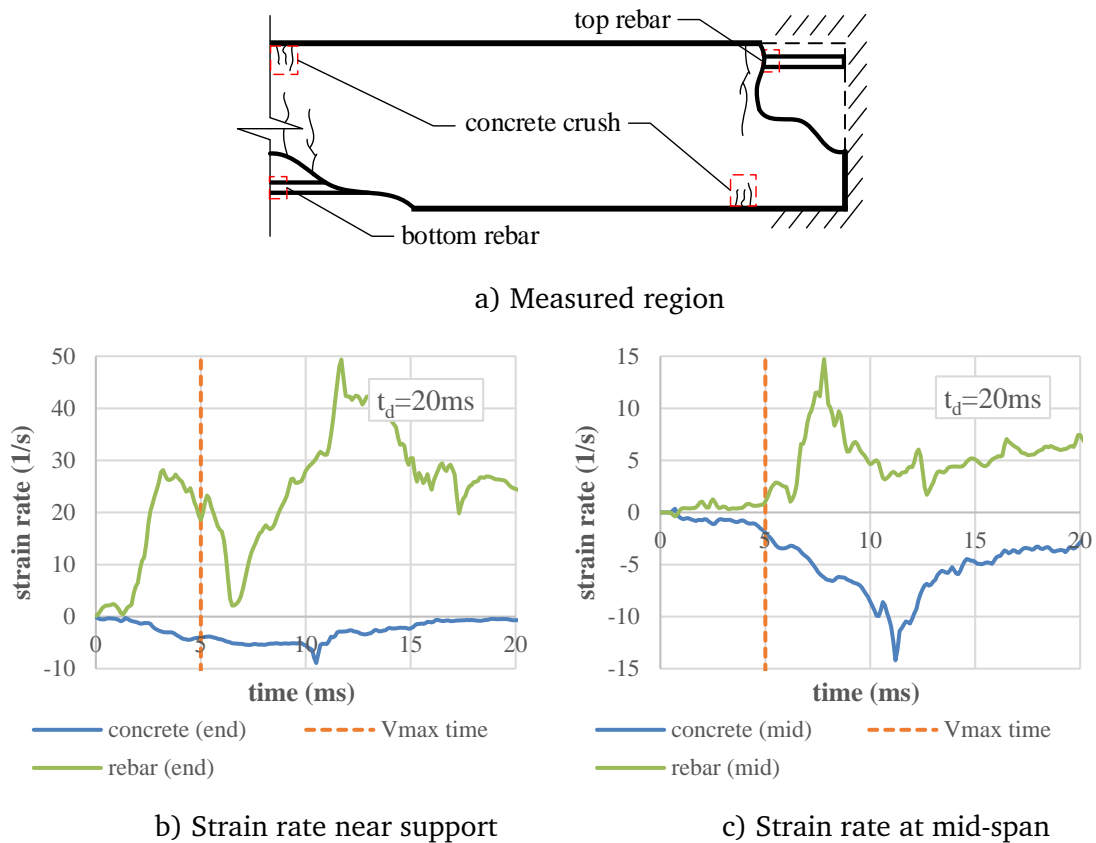 top rebar
concrete crush
bottom rebar
a) Measured region
50
40
30
20
10
0
-10
0
5
10
15
20
strain rate (1/s)
time (ms)
t_d=20ms
concrete (end)
Vmax time
rebar (end)
b) Strain rate near support
15
10
5
0
-5
-10
-15
0
5
10
15
20
strain rate (1/s)
time (ms)
t_d=20ms
concrete (mid)
Vmax time
rebar (mid)
c) Strain rate at mid-span